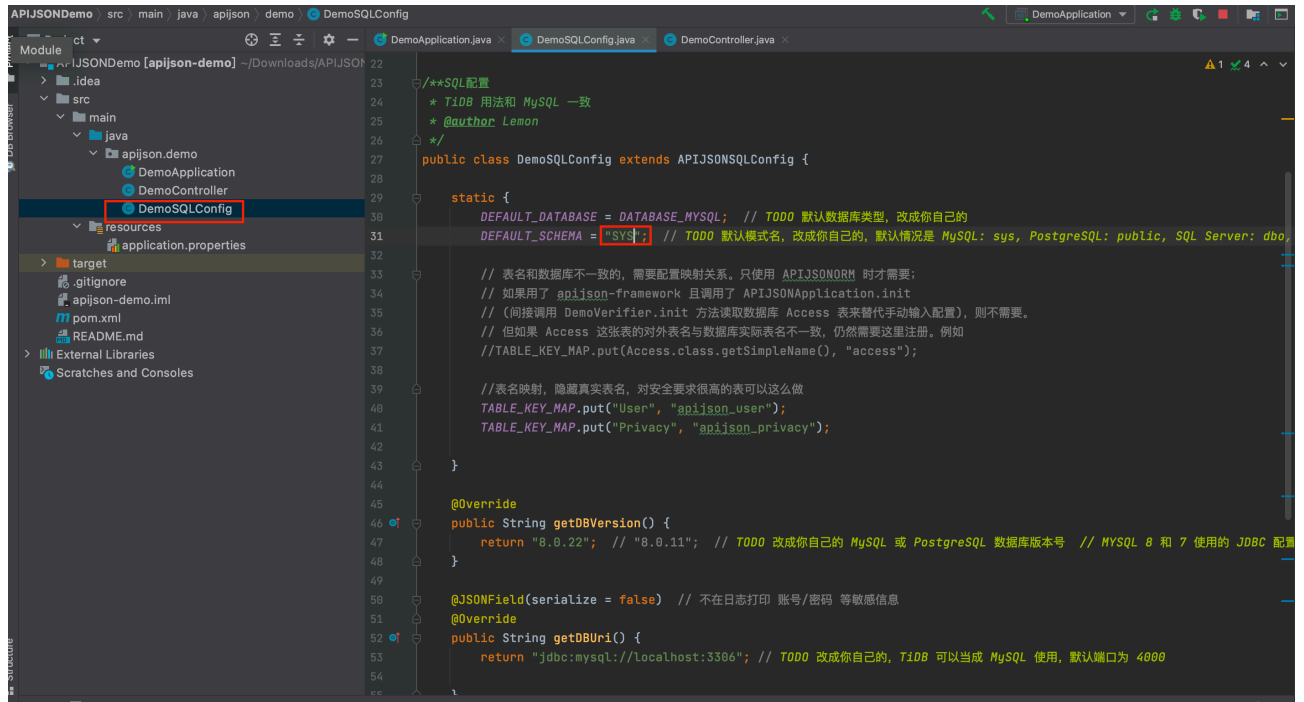 APIJSONDemo 〉 src 〉 main 〉 java 〉 apijson 〉 demo 〉 DemoSQLConfig
DemoApplication
Module
DemoApplication.java
DemoSQLConfig.java
DemoController.java
APIJSONDemo [apijson-demo] ~/Downloads/APIJSON
.idea
src
main
java
apijson.demo
DemoApplication
DemoController
DemoSQLConfig
resources
application.properties
target
.gitignore
apijson-demo.iml
pom.xml
README.md
External Libraries
Scratches and Consoles
DB Browser
Structure
1 4
22
23 /**SQL配置
24 * TiDB 用法和 MySQL 一致
25 * @author Lemon
26 */
27 public class DemoSQLConfig extends APIJSONSQLConfig {
28
29 static {
30 DEFAULT_DATABASE = DATABASE_MYSQL; // TODO 默认数据库类型，改成你自己的
31 DEFAULT_SCHEMA = "SYS"; // TODO 默认模式名，改成你自己的，默认情况是 MySQL: sys, PostgreSQL: public, SQL Server: dbo,
32
33 // 表名和数据库不一致的，需要配置映射关系。只使用 APIJSONORM 时才需要；
34 // 如果用了 apijson-framework 且调用了 APIJSONApplication.init
35 // (间接调用 DemoVerifier.init 方法读取数据库 Access 表来替代手动输入配置)，则不需要。
36 // 但如果 Access 这张表的对外表名与数据库实际表名不一致，仍然需要这里注册。例如
37 //TABLE_KEY_MAP.put(Access.class.getSimpleName(), "access");
38
39 //表名映射，隐藏真实表名，对安全要求很高的表可以这么做
40 TABLE_KEY_MAP.put("User", "apijson_user");
41 TABLE_KEY_MAP.put("Privacy", "apijson_privacy");
42
43 }
44
45 @Override
46 public String getDBVersion() {
47 return "8.0.22"; // "8.0.11"; // TODO 改成你自己的 MySQL 或 PostgreSQL 数据库版本号 // MYSQL 8 和 7 使用的 JDBC 配置
48 }
49
50 @JSONField(serialize = false) // 不在日志打印 账号/密码 等敏感信息
51 @Override
52 public String getDBUri() {
53 return "jdbc:mysql://localhost:3306"; // TODO 改成你自己的，TiDB 可以当成 MySQL 使用，默认端口为 4000
54
55 }